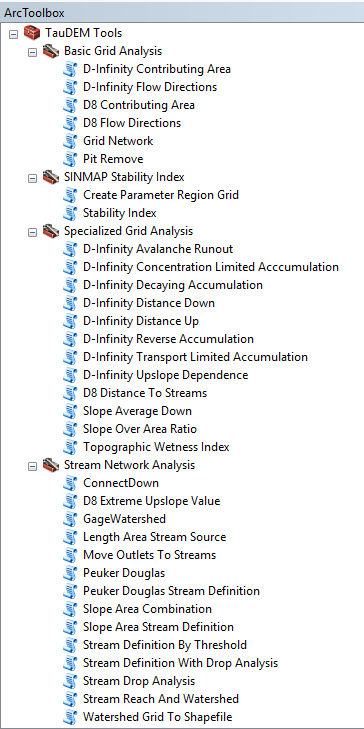 ArcToolbox
TauDEM Tools
Basic Grid Analysis
D-Infinity Contributing Area
D-Infinity Flow Directions
D8 Contributing Area
D8 Flow Directions
Grid Network
Pit Remove
SINMAP Stability Index
Create Parameter Region Grid
Stability Index
Specialized Grid Analysis
D-Infinity Avalanche Runout
D-Infinity Concentration Limited Acccumulation
D-Infinity Decaying Accumulation
D-Infinity Distance Down
D-Infinity Distance Up
D-Infinity Reverse Accumulation
D-Infinity Transport Limited Accumulation
D-Infinity Upslope Dependence
D8 Distance To Streams
Slope Average Down
Slope Over Area Ratio
Topographic Wetness Index
Stream Network Analysis
ConnectDown
D8 Extreme Upslope Value
GageWatershed
Length Area Stream Source
Move Outlets To Streams
Peuker Douglas
Peuker Douglas Stream Definition
Slope Area Combination
Slope Area Stream Definition
Stream Definition By Threshold
Stream Definition With Drop Analysis
Stream Drop Analysis
Stream Reach And Watershed
Watershed Grid To Shapefile